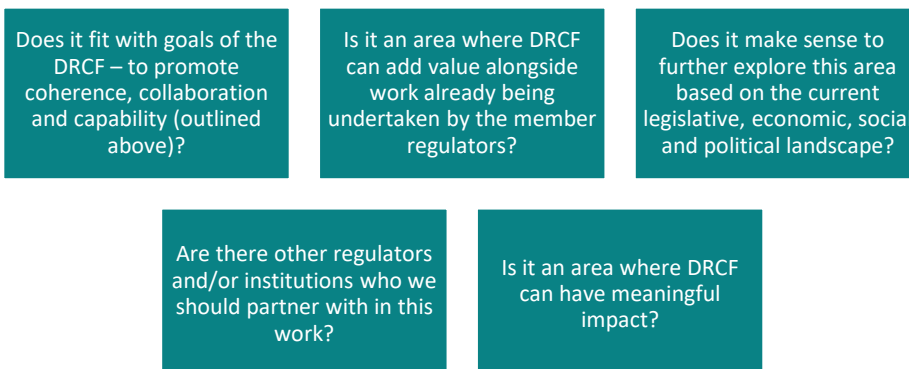 Does it fit with goals of the
DRCF – to promote
coherence, collaboration
and capability (outlined
above)?
Is it an area where DRCF
can add value alongside
work already being
undertaken by the member
regulators?
Does it make sense to
further explore this area
based on the current
legislative, economic, social
and political landscape?
Are there other regulators
and/or institutions who we
should partner with in this
work?
Is it an area where DRCF
can have meaningful
impact?